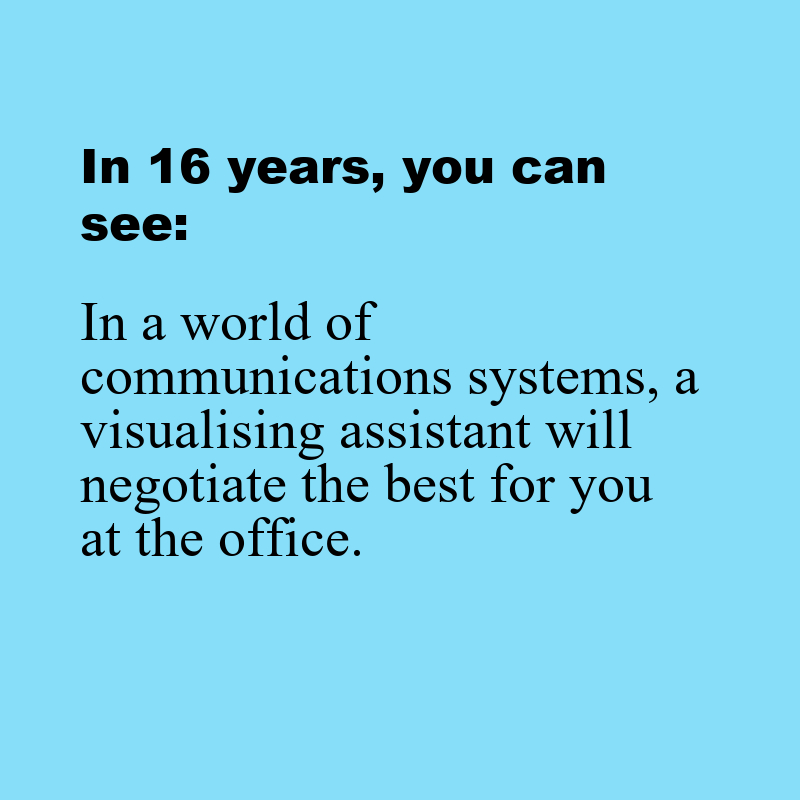 In 16 years, you can
see:
In a world of
communications systems, a
visualising assistant will
negotiate the best for you
at the office.